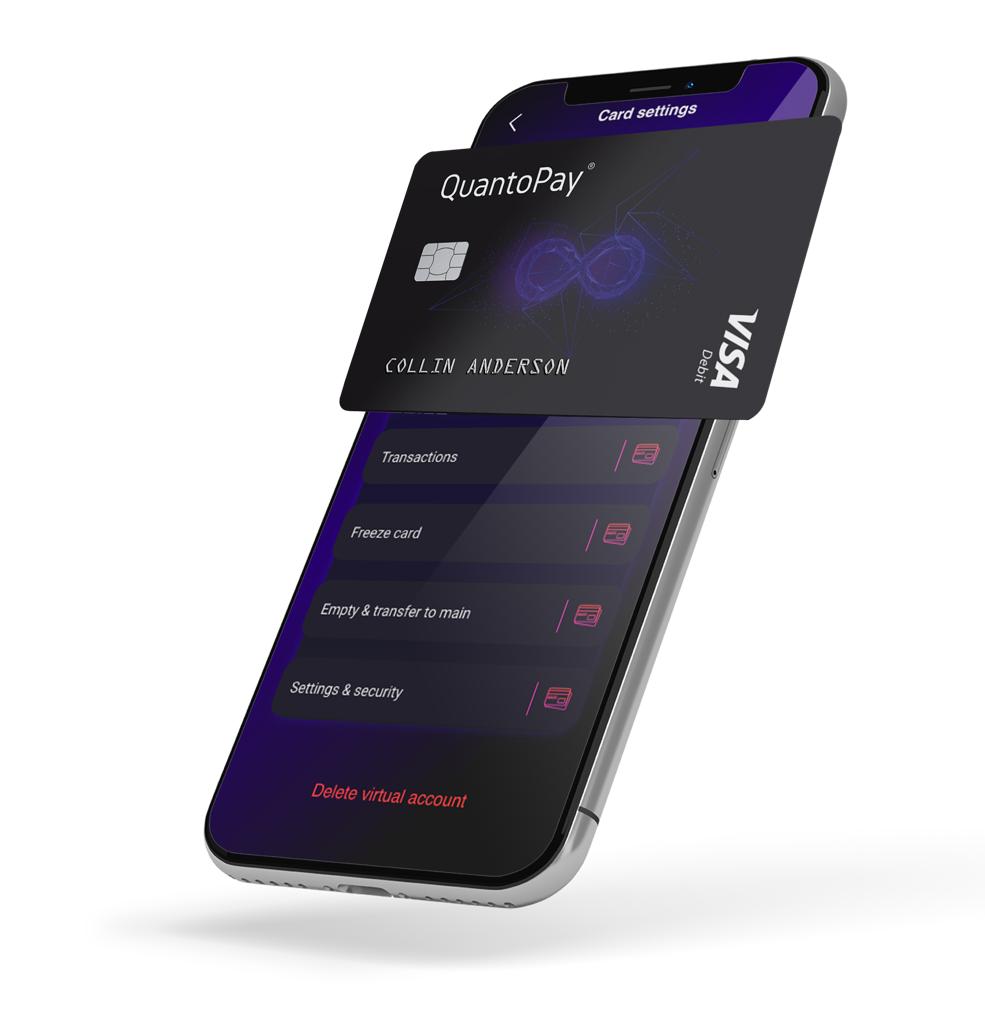 Card settings
QuantoPay®
VISA
Debit
COLLIN ANDERSON
Transactions
Freeze card
Empty & transfer to main
Settings & security
Delete virtual account